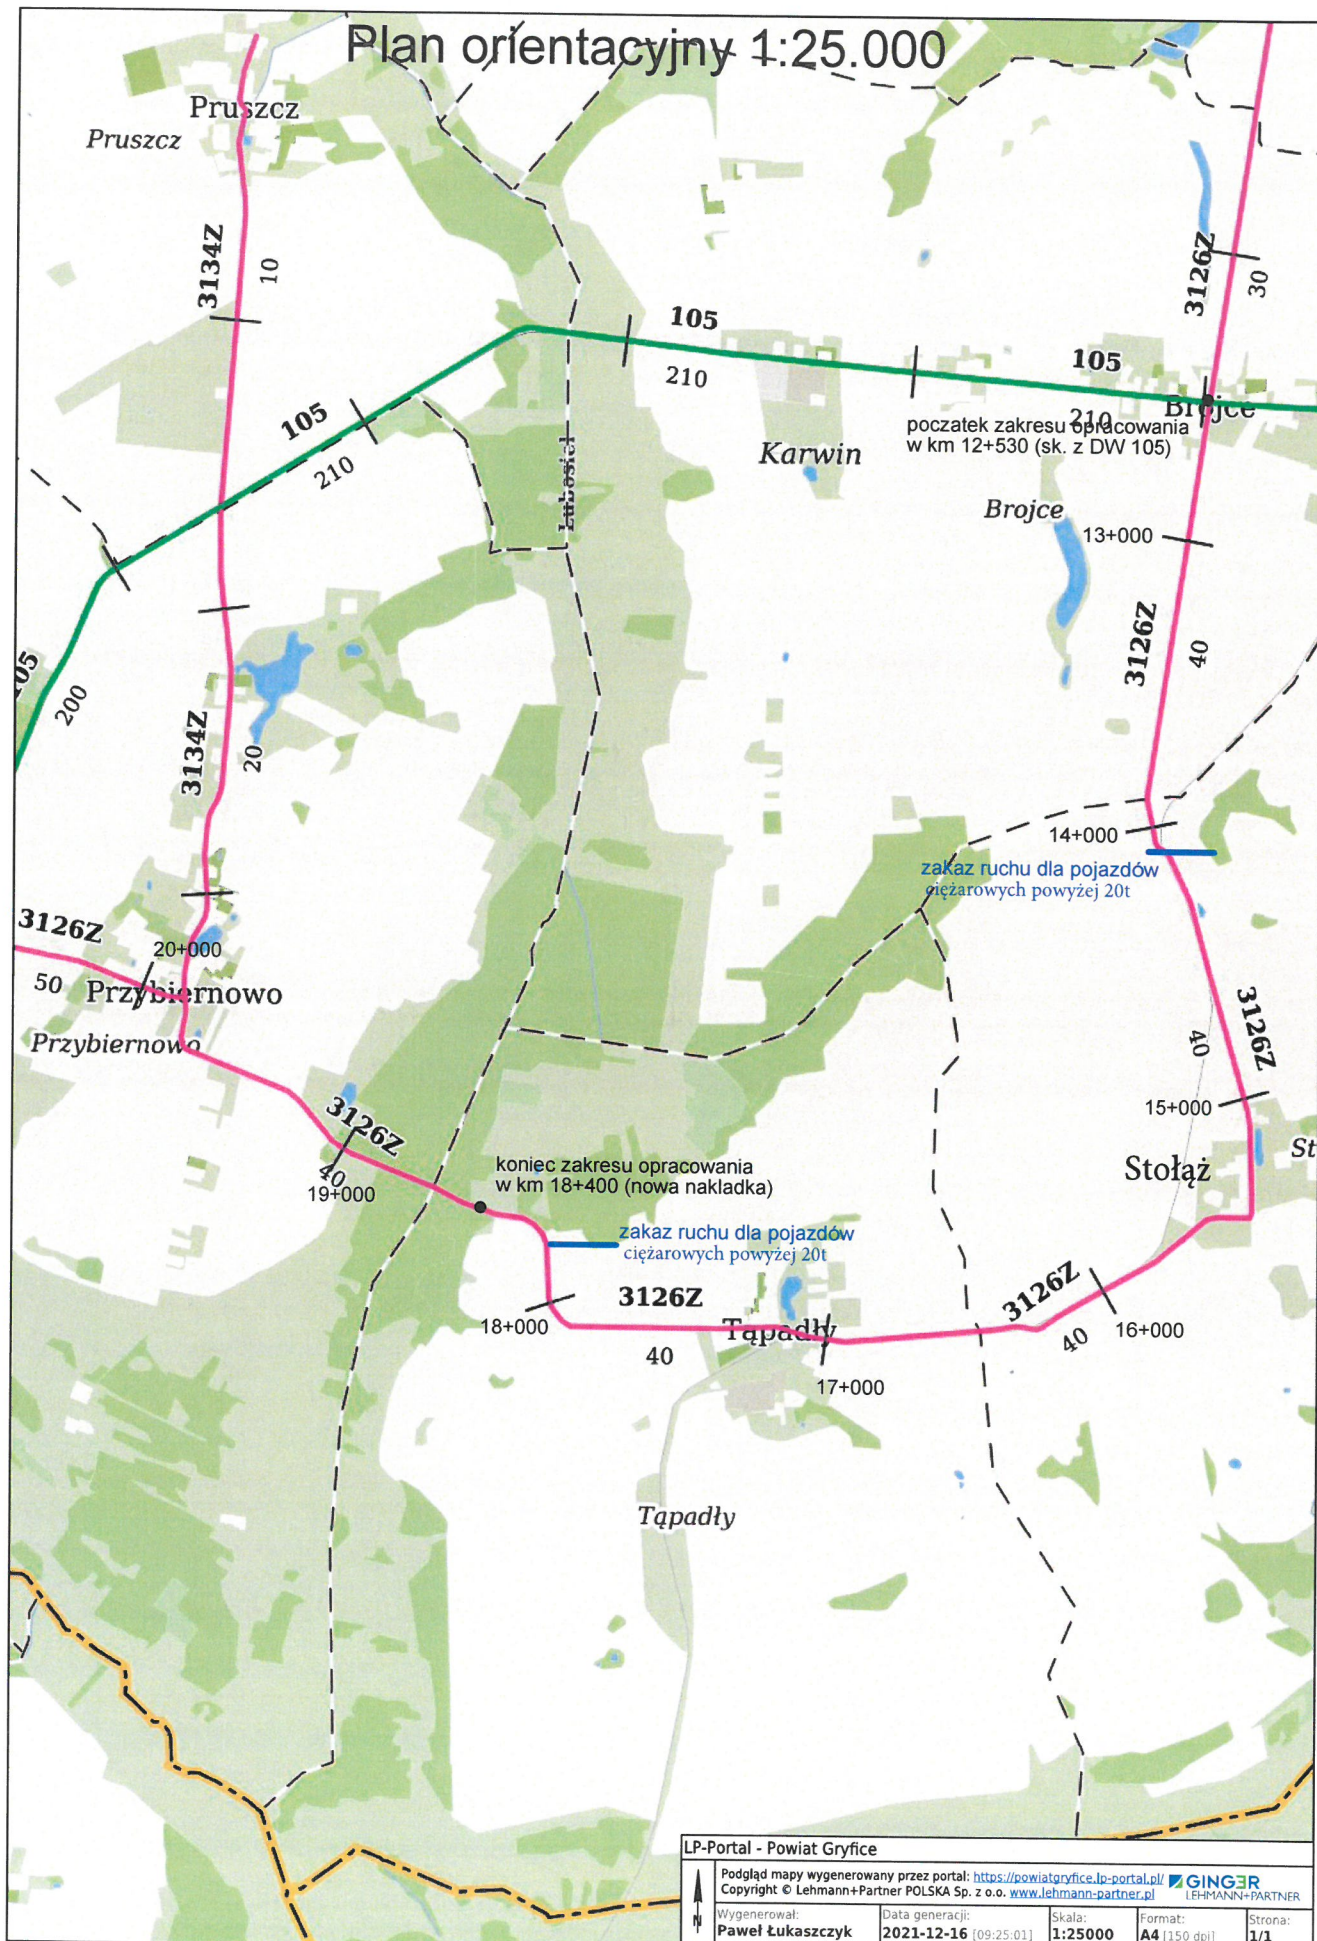 Plan orientacyjny 1:25.000
Pruszcz
Pruszcz
3134Z
10
3126Z
30
105
210
105
210
Brojce
początek zakresu opracowania
w km 12+530 (sk. z DW 105)
105
210
Karwin
Łubosiel
Brojce
13+000
3126Z
40
105
200
3134Z
20
14+000
zakaz ruchu dla pojazdów
ciężarowych powyżej 20t
3126Z
20+000
50
Przybiernowo
Przybiernowo
3126Z
40
15+000
3126Z
40
19+000
Stołąż
St
koniec zakresu opracowania
w km 18+400 (nowa nakladka)
zakaz ruchu dla pojazdów
ciężarowych powyżej 20t
3126Z
18+000
Tąpadły
40
17+000
3126Z
40
16+000
Tąpadły
LP-Portal - Powiat Gryfice
N
Podgląd mapy wygenerowany przez portal: https://powiatgryfice.lp-portal.pl/
Copyright © Lehmann+Partner POLSKA Sp. z o.o. www.lehmann-partner.pl
GINGER
LEHMANN+PARTNER
Wygenerował:
Paweł Łukaszczyk
Data generacji:
2021-12-16 [09:25:01]
Skala:
1:25000
Format:
A4 [150 dpi]
Strona:
1/1